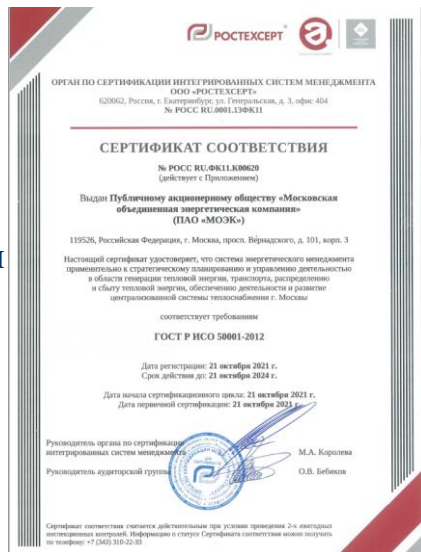 РОСТЕХСЕРТ
ОРГАН ПО СЕРТИФИКАЦИИ ИНТЕГРИРОВАННЫХ СИСТЕМ МЕНЕДЖМЕНТА
ООО «РОСТЕХСЕРТ»
620062, Россия, г. Екатеринбург, ул. Генеральская, д. 3, офис 404
№ РОСС RU.0001.13ФК11
СЕРТИФИКАТ СООТВЕТСТВИЯ
№ РОСС RU.ФК11.К00620
(действует с Приложением)
Выдан Публичному акционерному обществу «Московская
объединенная энергетическая компания»
(ПАО «МОЭК»)
119526, Российская Федерация, г. Москва, просп. Вернадского, д. 101, корп. 3
Настоящий сертификат удостоверяет, что система энергетического менеджмента
применительно к стратегическому планированию и управлению деятельностью
в области генерации тепловой энергии, транспорта, распределению
и сбыту тепловой энергии, обеспечению деятельности и развитие
централизованной системы теплоснабжения г. Москвы
соответствует требованиям
ГОСТ Р ИСО 50001-2012
Дата регистрации: 21 октября 2021 г.
Срок действия до: 21 октября 2024 г.
Дата начала сертификационного цикла: 21 октября 2021 г.
Дата первичной сертификации: 21 октября 2021 г.
Руководитель органа по сертификации
интегрированных систем менеджмента М.А. Королева
Руководитель аудиторской группы О.В. Бебиков
Сертификат соответствия считается действительным при условии проведения 2-х ежегодных
инспекционных контролей. Информацию о статусе Сертификата соответствия можно получить
по телефону: +7 (343) 310-22-33